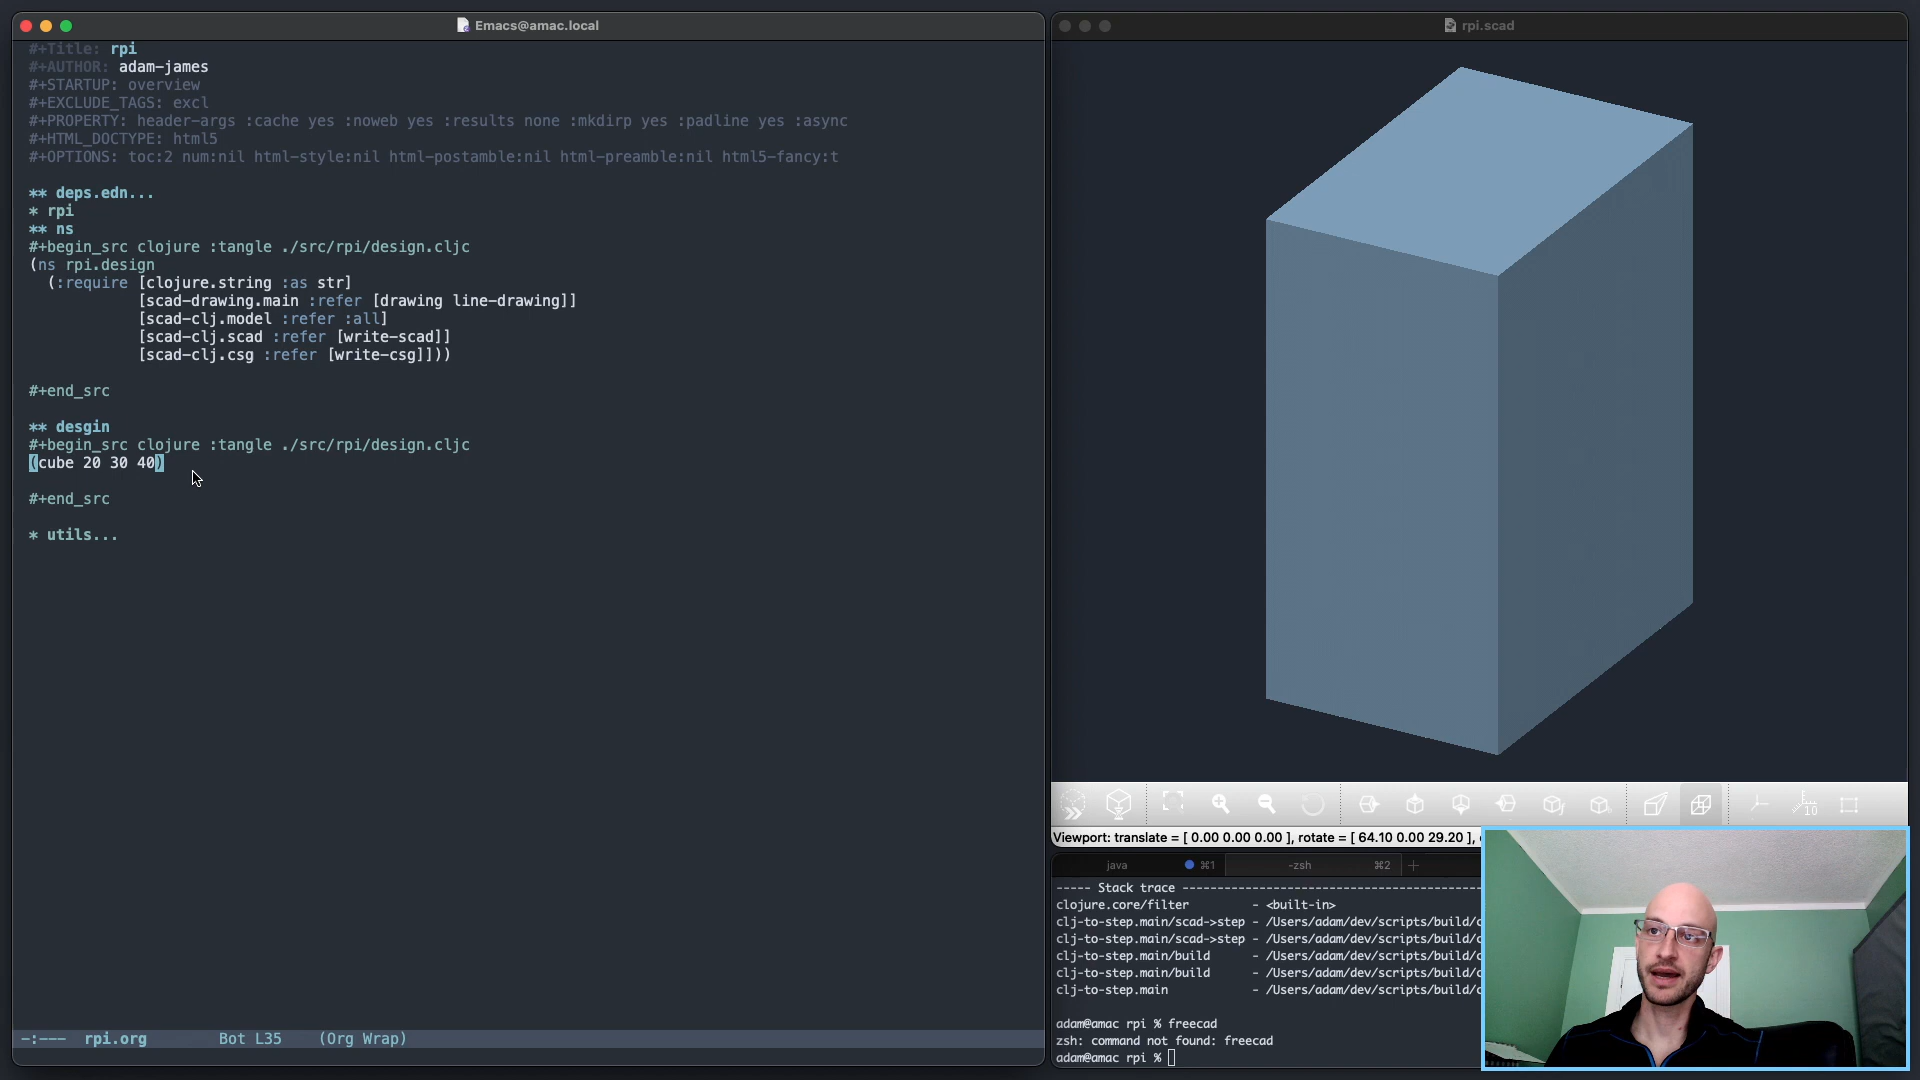 Emacs@amac.local
#+Title: rpi
#+AUTHOR: adam-james
#+STARTUP: overview
#+EXCLUDE_TAGS: excl
#+PROPERTY: header-args :cache yes :noweb yes :results none :mkdirp yes :padline yes :async
#+HTML_DOCTYPE: html5
#+OPTIONS: toc:2 num:nil html-style:nil html-postamble:nil html-preamble:nil html5-fancy:t
** deps.edn...
* rpi
** ns
#+begin_src clojure :tangle ./src/rpi/design.cljc
(ns rpi.design
(:require [clojure.string :as str]
[scad-drawing.main :refer [drawing line-drawing]]
[scad-clj.model :refer :all]
[scad-clj.scad :refer [write-scad]]
[scad-clj.csg :refer [write-csg]]))
#+end_src
** desgin
#+begin_src clojure :tangle ./src/rpi/design.cljc
(cube 20 30 40)
#+end_src
* utils...
-:--- rpi.org Bot L35 (Org Wrap)
rpi.scad
10
Viewport: translate = [ 0.00 0.00 0.00 ], rotate = [ 64.10 0.00 29.20 ],
java ⌘1 -zsh ⌘2 +
----- Stack trace -----------------------------------
clojure.core/filter - <built-in>
clj-to-step.main/scad->step - /Users/adam/dev/scripts/build/c
clj-to-step.main/scad->step - /Users/adam/dev/scripts/build/c
clj-to-step.main/build - /Users/adam/dev/scripts/build/c
clj-to-step.main/build - /Users/adam/dev/scripts/build/c
clj-to-step.main - /Users/adam/dev/scripts/build/c
adam@amac rpi % freecad
zsh: command not found: freecad
adam@amac rpi %